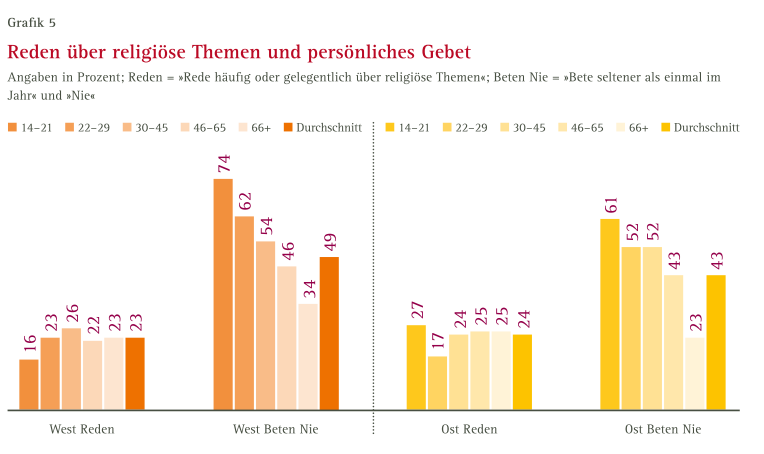 Grafik 5
Reden über religiöse Themen und persönliches Gebet
Angaben in Prozent; Reden = »Rede häufig oder gelegentlich über religiöse Themen«; Beten Nie = »Bete seltener als einmal im
Jahr« und »Nie«
14–21 22–29 30–45 46–65 66+ Durchschnitt
14–21 22–29 30–45 46–65 66+ Durchschnitt
16 23 26 22 23 23
74 62 54 46 34 49
27 17 24 25 25 24
61 52 52 43 23 43
West Reden
West Beten Nie
Ost Reden
Ost Beten Nie